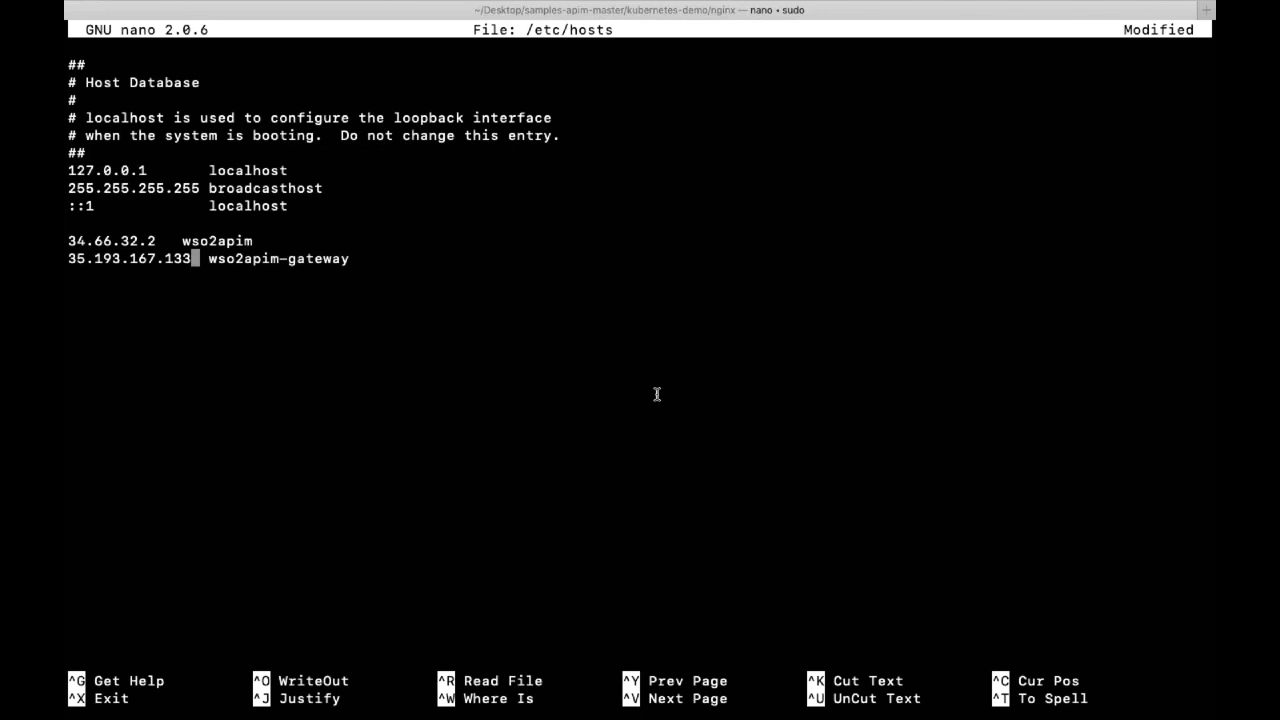 ~/Desktop/samples-apim-master/kubernetes-demo/nginx — nano • sudo +
GNU nano 2.0.6 File: /etc/hosts Modified
##
# Host Database
#
# localhost is used to configure the loopback interface
# when the system is booting.  Do not change this entry.
##
127.0.0.1       localhost
255.255.255.255 broadcasthost
::1             localhost
34.66.32.2   wso2apim
35.193.167.133  wso2apim-gateway
^G Get Help ^O WriteOut ^R Read File ^Y Prev Page ^K Cut Text ^C Cur Pos
^X Exit ^J Justify ^W Where Is ^V Next Page ^U UnCut Text ^T To Spell